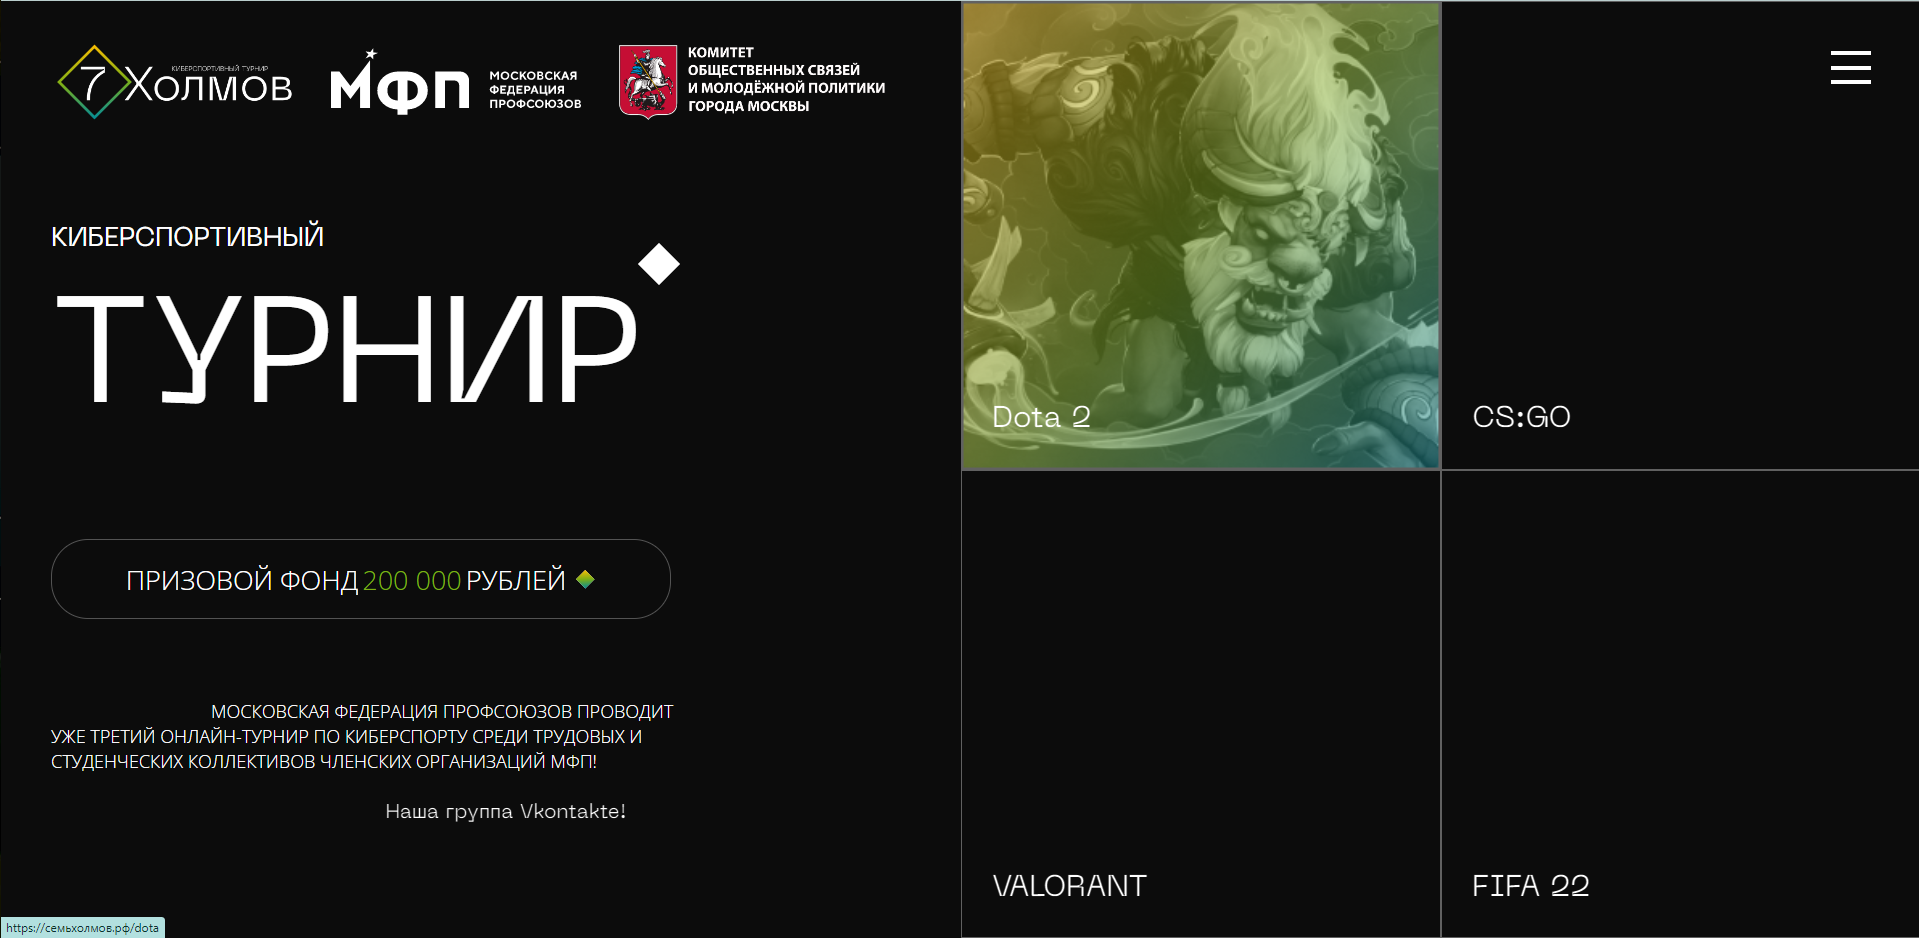 КИБЕРСПОРТИВНЫЙ ТУРНИР
7 Холмов
МФП
МОСКОВСКАЯ
ФЕДЕРАЦИЯ
ПРОФСОЮЗОВ
КОМИТЕТ
ОБЩЕСТВЕННЫХ СВЯЗЕЙ
И МОЛОДЁЖНОЙ ПОЛИТИКИ
ГОРОДА МОСКВЫ
КИБЕРСПОРТИВНЫЙ
ТУРНИР
ПРИЗОВОЙ ФОНД 200 000 РУБЛЕЙ
МОСКОВСКАЯ ФЕДЕРАЦИЯ ПРОФСОЮЗОВ ПРОВОДИТ
УЖЕ ТРЕТИЙ ОНЛАЙН-ТУРНИР ПО КИБЕРСПОРТУ СРЕДИ ТРУДОВЫХ И
СТУДЕНЧЕСКИХ КОЛЛЕКТИВОВ ЧЛЕНСКИХ ОРГАНИЗАЦИЙ МФП!
Наша группа Vkontakte!
Dota 2
CS:GO
VALORANT
FIFA 22
https://семьхолмов.рф/dota